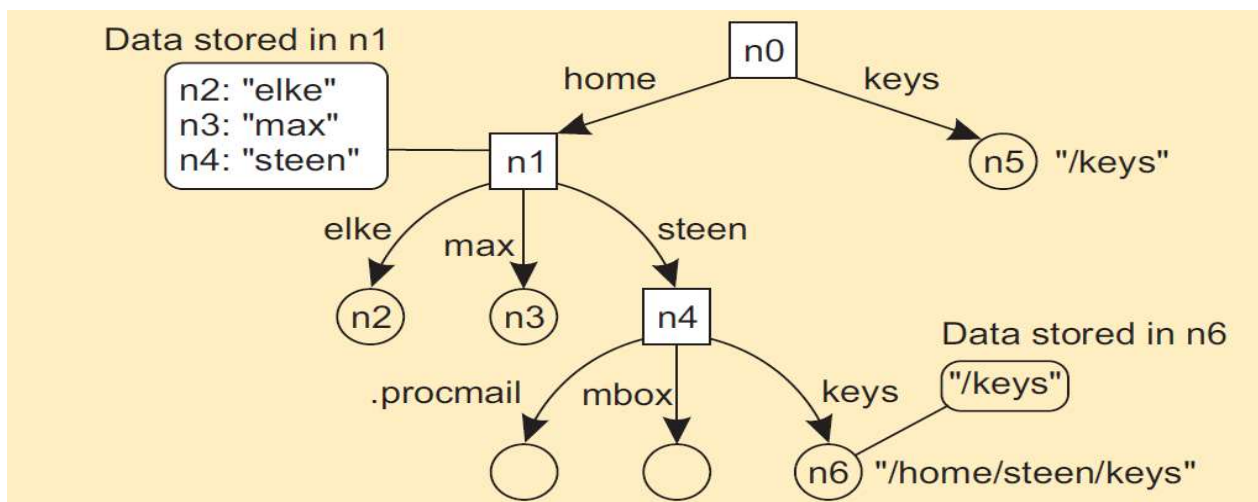 Data stored in n1
n2: "elke"
n3: "max"
n4: "steen"
n0
home
keys
n1
n5
"/keys"
elke
max
steen
n2
n3
n4
Data stored in n6
"/keys"
.procmail
mbox
keys
n6
"/home/steen/keys"